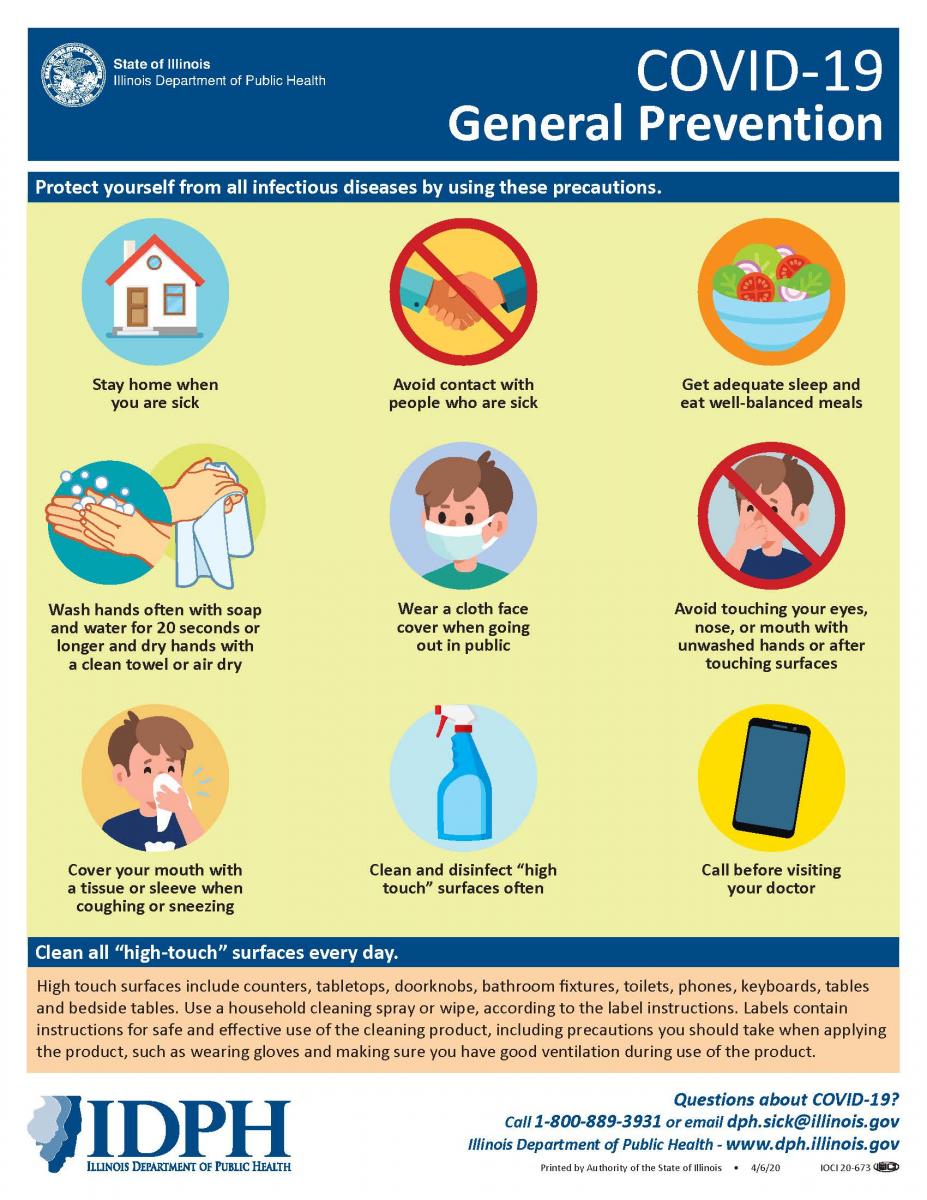 State of Illinois
Illinois Department of Public Health
COVID-19
General Prevention
Protect yourself from all infectious diseases by using these precautions.
Stay home when
you are sick
Avoid contact with
people who are sick
Get adequate sleep and
eat well-balanced meals
Wash hands often with soap
and water for 20 seconds or
longer and dry hands with
a clean towel or air dry
Wear a cloth face
cover when going
out in public
Avoid touching your eyes,
nose, or mouth with
unwashed hands or after
touching surfaces
Cover your mouth with
a tissue or sleeve when
coughing or sneezing
Clean and disinfect “high
touch” surfaces often
Call before visiting
your doctor
Clean all “high-touch” surfaces every day.
High touch surfaces include counters, tabletops, doorknobs, bathroom fixtures, toilets, phones, keyboards, tables
and bedside tables. Use a household cleaning spray or wipe, according to the label instructions. Labels contain
instructions for safe and effective use of the cleaning product, including precautions you should take when applying
the product, such as wearing gloves and making sure you have good ventilation during use of the product.
IDPH
ILLINOIS DEPARTMENT OF PUBLIC HEALTH
Questions about COVID-19?
Call 1-800-889-3931 or email dph.sick@illinois.gov
Illinois Department of Public Health - www.dph.illinois.gov
Printed by Authority of the State of Illinois • 4/6/20 IOCI 20-673